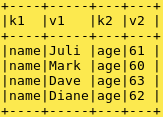 +----+-----+---+---+
|k1  |v1   |k2 |v2 |
+----+-----+---+---+
|name|Juli |age|61 |
|name|Mark |age|60 |
|name|Dave |age|63 |
|name|Diane|age|62 |
+----+-----+---+---+